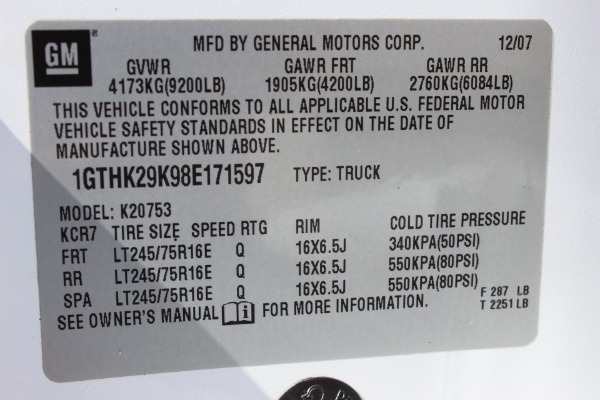 GM
MFD BY GENERAL MOTORS CORP. 12/07
GVWR GAWR FRT GAWR RR
4173KG(9200LB) 1905KG(4200LB) 2760KG(6084LB)
THIS VEHICLE CONFORMS TO ALL APPLICABLE U.S. FEDERAL MOTOR
VEHICLE SAFETY STANDARDS IN EFFECT ON THE DATE OF
MANUFACTURE SHOWN ABOVE.
1GTHK29K98E171597 TYPE: TRUCK
MODEL: K20753
KCR7 TIRE SIZE SPEED RTG RIM COLD TIRE PRESSURE
FRT LT245/75R16E Q 16X6.5J 340KPA(50PSI)
RR LT245/75R16E Q 16X6.5J 550KPA(80PSI)
SPA LT245/75R16E Q 16X6.5J 550KPA(80PSI)
F 287 LB
SEE OWNER'S MANUAL i FOR MORE INFORMATION. T 2251 LB